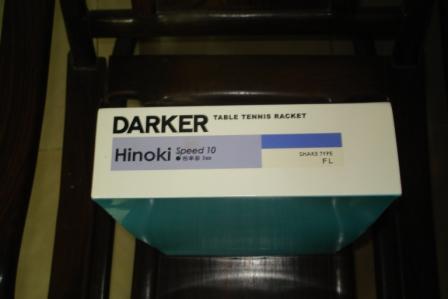 DARKER TABLE TENNIS RACKET
Hinoki Speed 10
SHAKE TYPE
FL